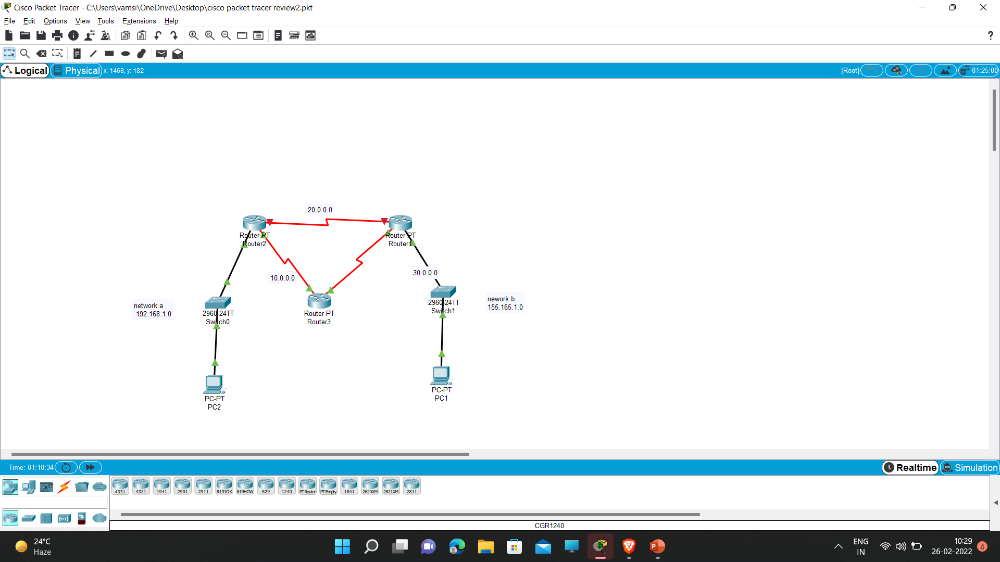 Cisco Packet Tracer - C:\Users\vamsi\OneDrive\Desktop\cisco packet tracer review2.pkt
File Edit Options View Tools Extensions Help
?
Logical Physical x: 1468, y: 182 [Root] 01:25:00
20.0.0.0
Router-PT
Router2
Router-PT
Router1
10.0.0.0
30.0.0.0
network a
192.168.1.0
2960-24TT
Switch0
Router-PT
Router3
2960-24TT
Switch1
nework b
155.165.1.0
PC-PT
PC2
PC-PT
PC1
Time: 01:10:34 Realtime Simulation
4331 4321 1941 2901 2911 819IOX 819HGW 829 1240 PT-Router PT-Empty 1841 2620XM 2621XM 2811
CGR1240
24°C
Haze
ENG
IN
10:29
26-02-2022
4